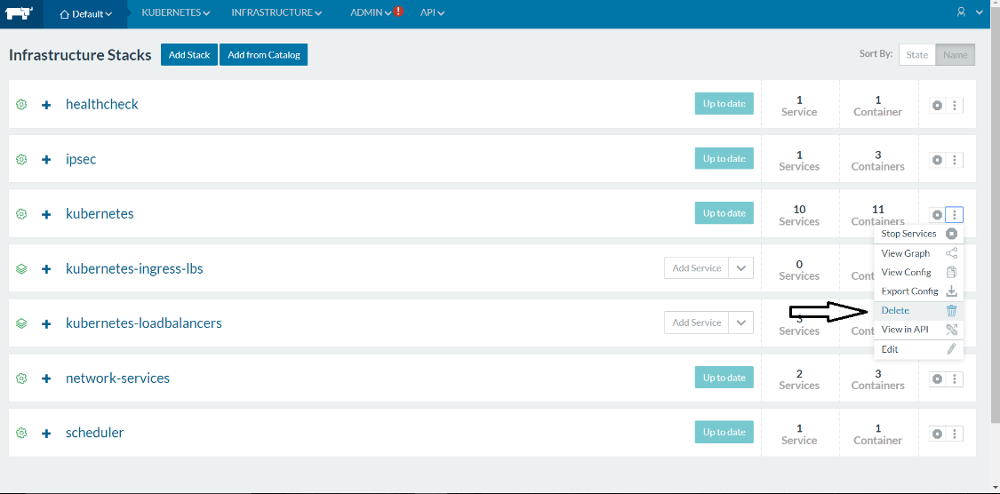 Default KUBERNETES INFRASTRUCTURE ADMIN ! API
Infrastructure Stacks Add Stack Add from Catalog Sort By: State Name
healthcheck Up to date 1 Service 1 Container
ipsec Up to date 1 Services 3 Containers
kubernetes Up to date 10 Services 11 Containers
Stop Services
View Graph
View Config
Export Config
Delete
View in API
Edit
kubernetes-ingress-lbs Add Service 0 Services
kubernetes-loadbalancers Add Service 3 Services
network-services Up to date 2 Services 3 Containers
scheduler Up to date 1 Service 1 Container